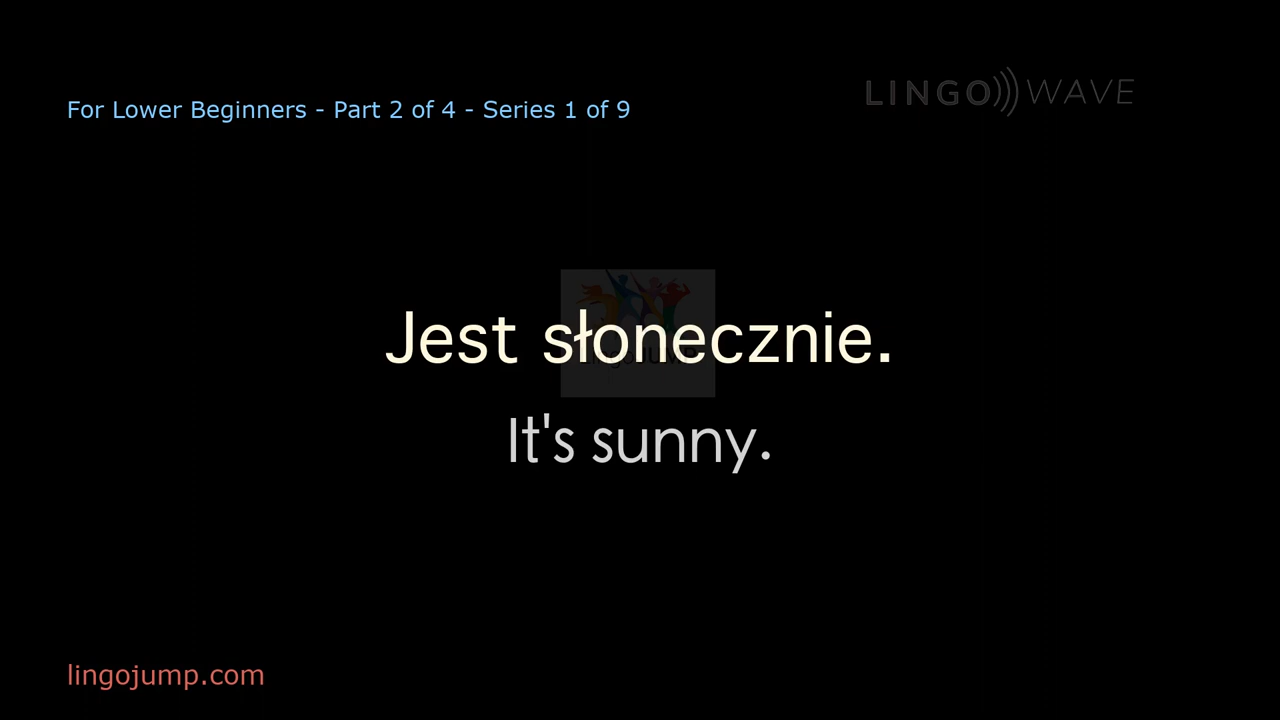 For Lower Beginners - Part 2 of 4 - Series 1 of 9
LINGO WAVE
Jest słonecznie.
It's sunny.
lingojump.com